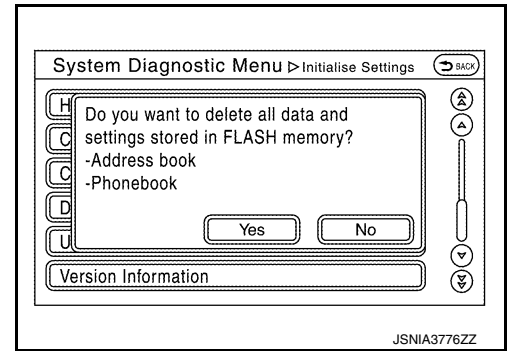 System Diagnostic Menu ▷ Initialise Settings
BACK
H
Do you want to delete all data and
settings stored in FLASH memory?
-Address book
-Phonebook
C
C
D
U
Yes No
Version Information
JSNIA3776ZZ